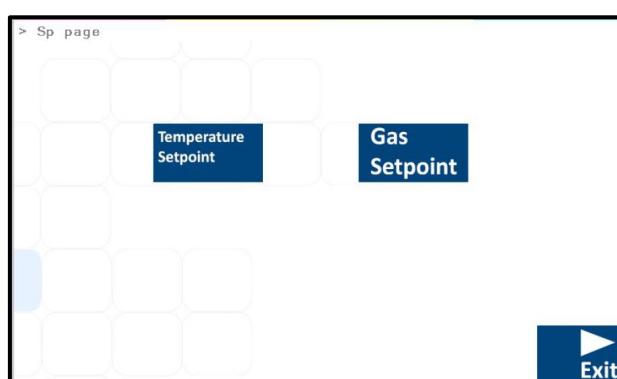 > Sp page
Temperature
Setpoint
Gas
Setpoint
Exit